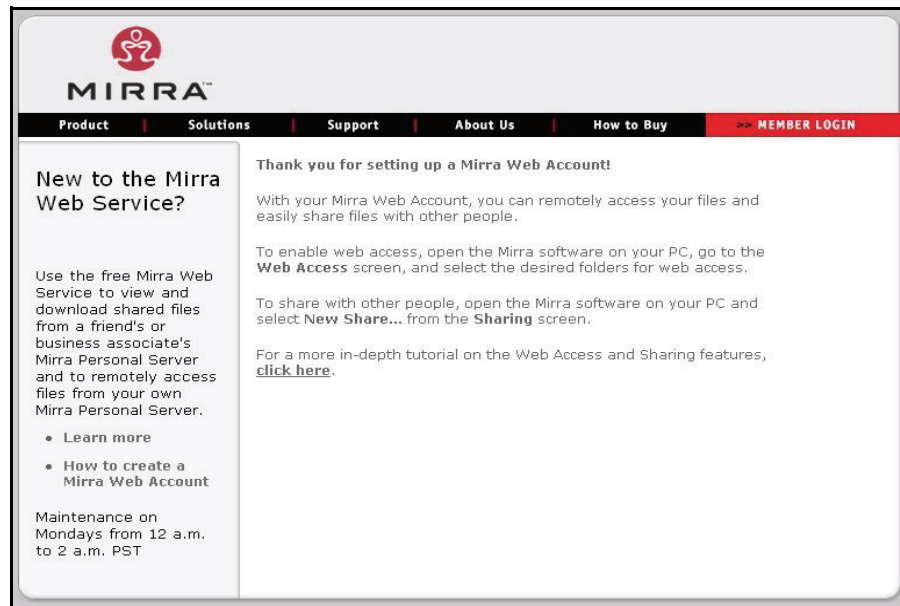 MIRRA™
Product | Solutions | Support | About Us | How to Buy >> MEMBER LOGIN
New to the Mirra
Web Service?
Use the free Mirra Web
Service to view and
download shared files
from a friend's or
business associate's
Mirra Personal Server
and to remotely access
files from your own
Mirra Personal Server.
• Learn more
• How to create a
Mirra Web Account
Maintenance on
Mondays from 12 a.m.
to 2 a.m. PST
Thank you for setting up a Mirra Web Account!
With your Mirra Web Account, you can remotely access your files and
easily share files with other people.
To enable web access, open the Mirra software on your PC, go to the
Web Access screen, and select the desired folders for web access.
To share with other people, open the Mirra software on your PC and
select New Share... from the Sharing screen.
For a more in-depth tutorial on the Web Access and Sharing features,
click here.